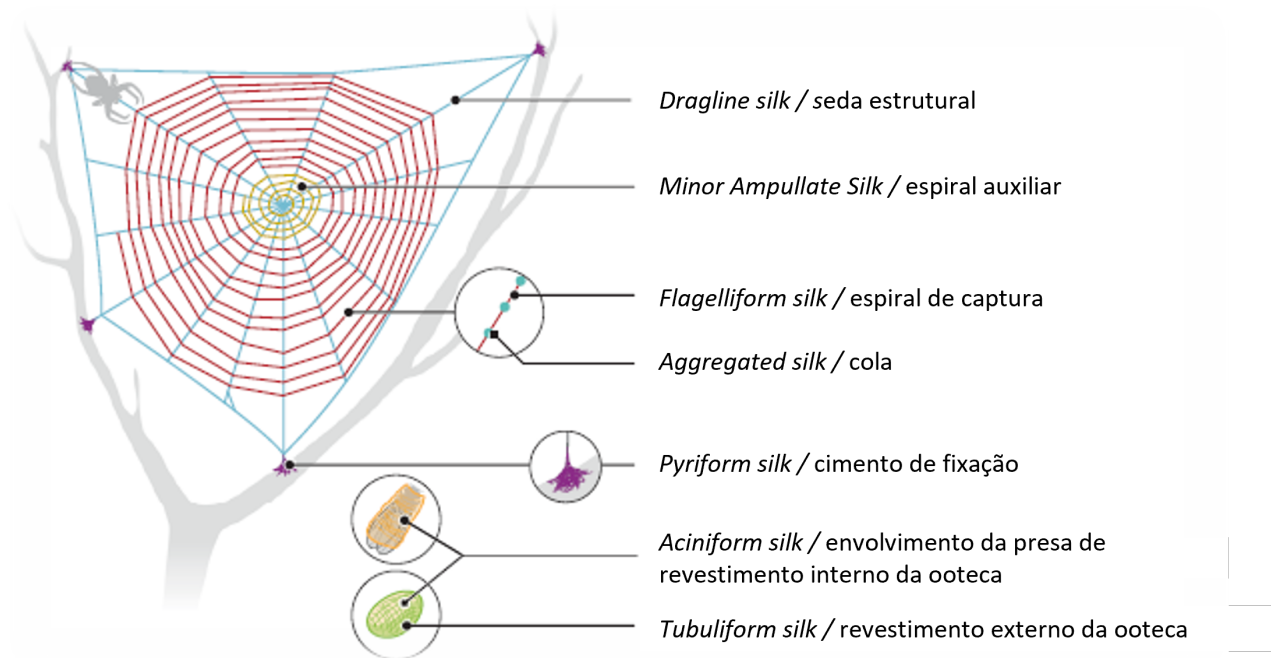 Dragline silk / seda estrutural
Minor Ampullate Silk / espiral auxiliar
Flagelliform silk / espiral de captura
Aggregated silk / cola
Pyriform silk / cimento de fixação
Aciniform silk / envolvimento da presa de
revestimento interno da ooteca
Tubuliform silk / revestimento externo da ooteca